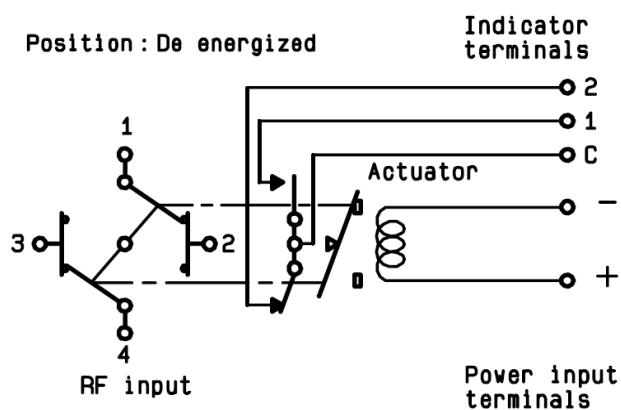 Position : De energized
Indicator
terminals
2
1
C
1
Actuator
-
3
2
+
4
RF input
Power input
terminals